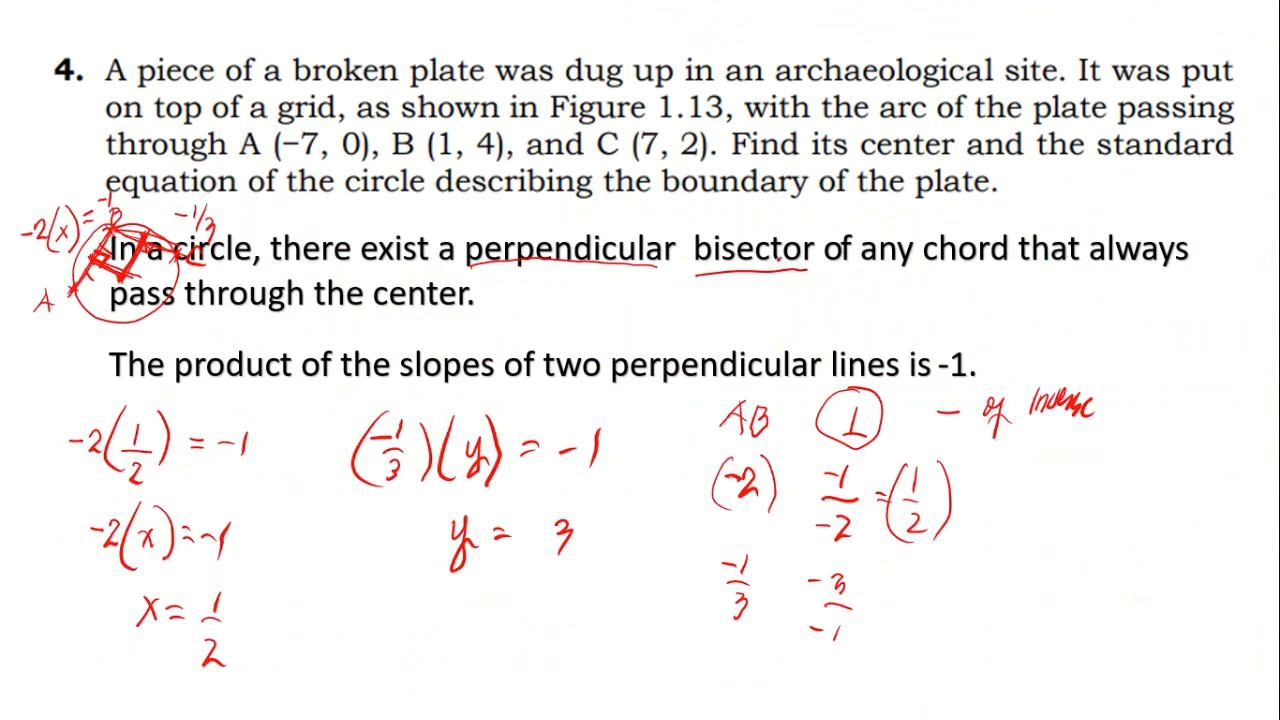 4. A piece of a broken plate was dug up in an archaeological site. It was put
on top of a grid, as shown in Figure 1.13, with the arc of the plate passing
through A (−7, 0), B (1, 4), and C (7, 2). Find its center and the standard
equation of the circle describing the boundary of the plate.
-2(x) = -1 B -1/3
In a circle, there exist a perpendicular bisector of any chord that always
A pass through the center.
The product of the slopes of two perpendicular lines is -1.
AB ⊥ - of Inverse
-2(1/2) = -1 (-1/3)(y) = -1 (-2) -1/-2 = (1/2)
-2(x) = -1 y = 3
x = 1/2 -1/3 -3/-1